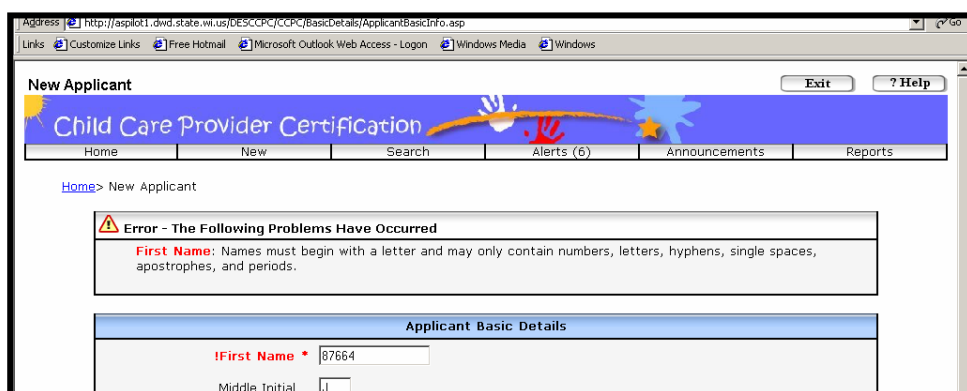 Address http://aspilot1.dwd.state.wi.us/DESCCPC/CCPC/BasicDetails/ApplicantBasicInfo.asp Go
Links Customize Links Free Hotmail Microsoft Outlook Web Access - Logon Windows Media Windows
New Applicant Exit ? Help
Child Care Provider Certification
Home New Search Alerts (6) Announcements Reports
Home> New Applicant
Error - The Following Problems Have Occurred
First Name: Names must begin with a letter and may only contain numbers, letters, hyphens, single spaces,
apostrophes, and periods.
Applicant Basic Details
!First Name * 87664
Middle Initial J